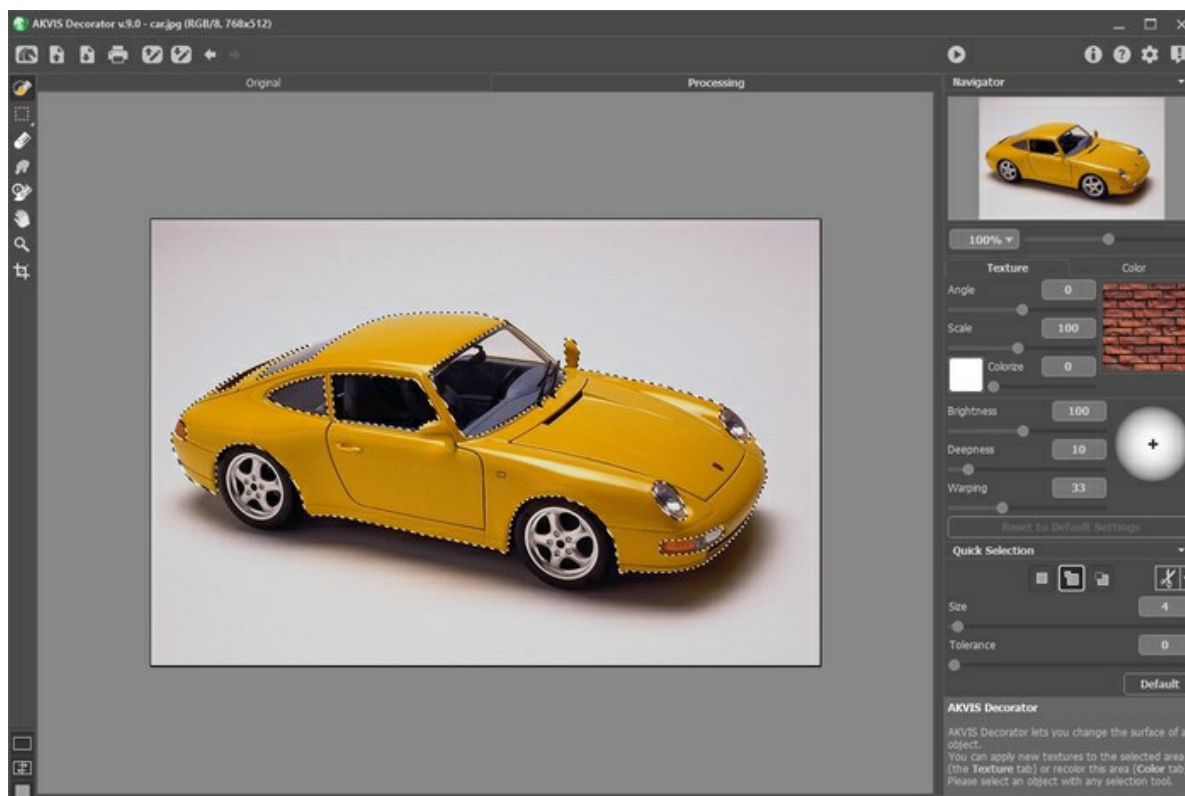 AKVIS Decorator v.9.0 - car.jpg (RGB/8, 768x512)
Original
Processing
Navigator
100%
Texture
Color
Angle
0
Scale
100
Colorize
0
Brightness
100
Deepness
10
Warping
33
Reset to Default Settings
Quick Selection
Size
4
Tolerance
0
Default
AKVIS Decorator
AKVIS Decorator lets you change the surface of a
object.
You can apply new textures to the selected area
(the Texture tab) or recolor this area (Color tab
Please select an object with any selection tool.